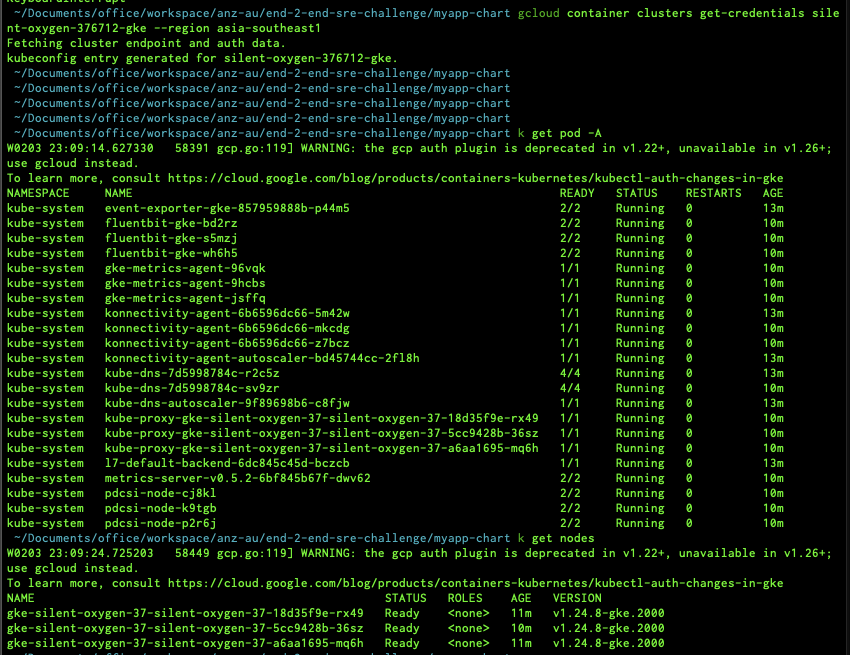 KeyboardInterrupt
~/Documents/office/workspace/anz-au/end-2-end-sre-challenge/myapp-chart gcloud container clusters get-credentials sile
nt-oxygen-376712-gke --region asia-southeast1
Fetching cluster endpoint and auth data.
kubeconfig entry generated for silent-oxygen-376712-gke.
~/Documents/office/workspace/anz-au/end-2-end-sre-challenge/myapp-chart
~/Documents/office/workspace/anz-au/end-2-end-sre-challenge/myapp-chart
~/Documents/office/workspace/anz-au/end-2-end-sre-challenge/myapp-chart
~/Documents/office/workspace/anz-au/end-2-end-sre-challenge/myapp-chart
~/Documents/office/workspace/anz-au/end-2-end-sre-challenge/myapp-chart k get pod -A
W0203 23:09:14.627330   58391 gcp.go:119] WARNING: the gcp auth plugin is deprecated in v1.22+, unavailable in v1.26+;
use gcloud instead.
To learn more, consult https://cloud.google.com/blog/products/containers-kubernetes/kubectl-auth-changes-in-gke
NAMESPACE     NAME                                                             READY   STATUS    RESTARTS   AGE
kube-system   event-exporter-gke-857959888b-p44m5                              2/2     Running   0          13m
kube-system   fluentbit-gke-bd2rz                                              2/2     Running   0          10m
kube-system   fluentbit-gke-s5mzj                                              2/2     Running   0          10m
kube-system   fluentbit-gke-wh6h5                                              2/2     Running   0          10m
kube-system   gke-metrics-agent-96vqk                                          1/1     Running   0          10m
kube-system   gke-metrics-agent-9hcbs                                          1/1     Running   0          10m
kube-system   gke-metrics-agent-jsffq                                          1/1     Running   0          10m
kube-system   konnectivity-agent-6b6596dc66-5m42w                              1/1     Running   0          13m
kube-system   konnectivity-agent-6b6596dc66-mkcdg                              1/1     Running   0          10m
kube-system   konnectivity-agent-6b6596dc66-z7bcz                              1/1     Running   0          10m
kube-system   konnectivity-agent-autoscaler-bd45744cc-2fl8h                    1/1     Running   0          13m
kube-system   kube-dns-7d5998784c-r2c5z                                        4/4     Running   0          13m
kube-system   kube-dns-7d5998784c-sv9zr                                        4/4     Running   0          10m
kube-system   kube-dns-autoscaler-9f89698b6-c8fjw                              1/1     Running   0          13m
kube-system   kube-proxy-gke-silent-oxygen-37-silent-oxygen-37-18d35f9e-rx49   1/1     Running   0          10m
kube-system   kube-proxy-gke-silent-oxygen-37-silent-oxygen-37-5cc9428b-36sz   1/1     Running   0          10m
kube-system   kube-proxy-gke-silent-oxygen-37-silent-oxygen-37-a6aa1695-mq6h   1/1     Running   0          10m
kube-system   l7-default-backend-6dc845c45d-bczcb                              1/1     Running   0          13m
kube-system   metrics-server-v0.5.2-6bf845b67f-dwv62                           2/2     Running   0          10m
kube-system   pdcsi-node-cj8kl                                                 2/2     Running   0          10m
kube-system   pdcsi-node-k9tgb                                                 2/2     Running   0          10m
kube-system   pdcsi-node-p2r6j                                                 2/2     Running   0          10m
~/Documents/office/workspace/anz-au/end-2-end-sre-challenge/myapp-chart k get nodes
W0203 23:09:24.725203   58449 gcp.go:119] WARNING: the gcp auth plugin is deprecated in v1.22+, unavailable in v1.26+;
use gcloud instead.
To learn more, consult https://cloud.google.com/blog/products/containers-kubernetes/kubectl-auth-changes-in-gke
NAME                                                  STATUS   ROLES    AGE   VERSION
gke-silent-oxygen-37-silent-oxygen-37-18d35f9e-rx49   Ready    <none>   11m   v1.24.8-gke.2000
gke-silent-oxygen-37-silent-oxygen-37-5cc9428b-36sz   Ready    <none>   10m   v1.24.8-gke.2000
gke-silent-oxygen-37-silent-oxygen-37-a6aa1695-mq6h   Ready    <none>   11m   v1.24.8-gke.2000